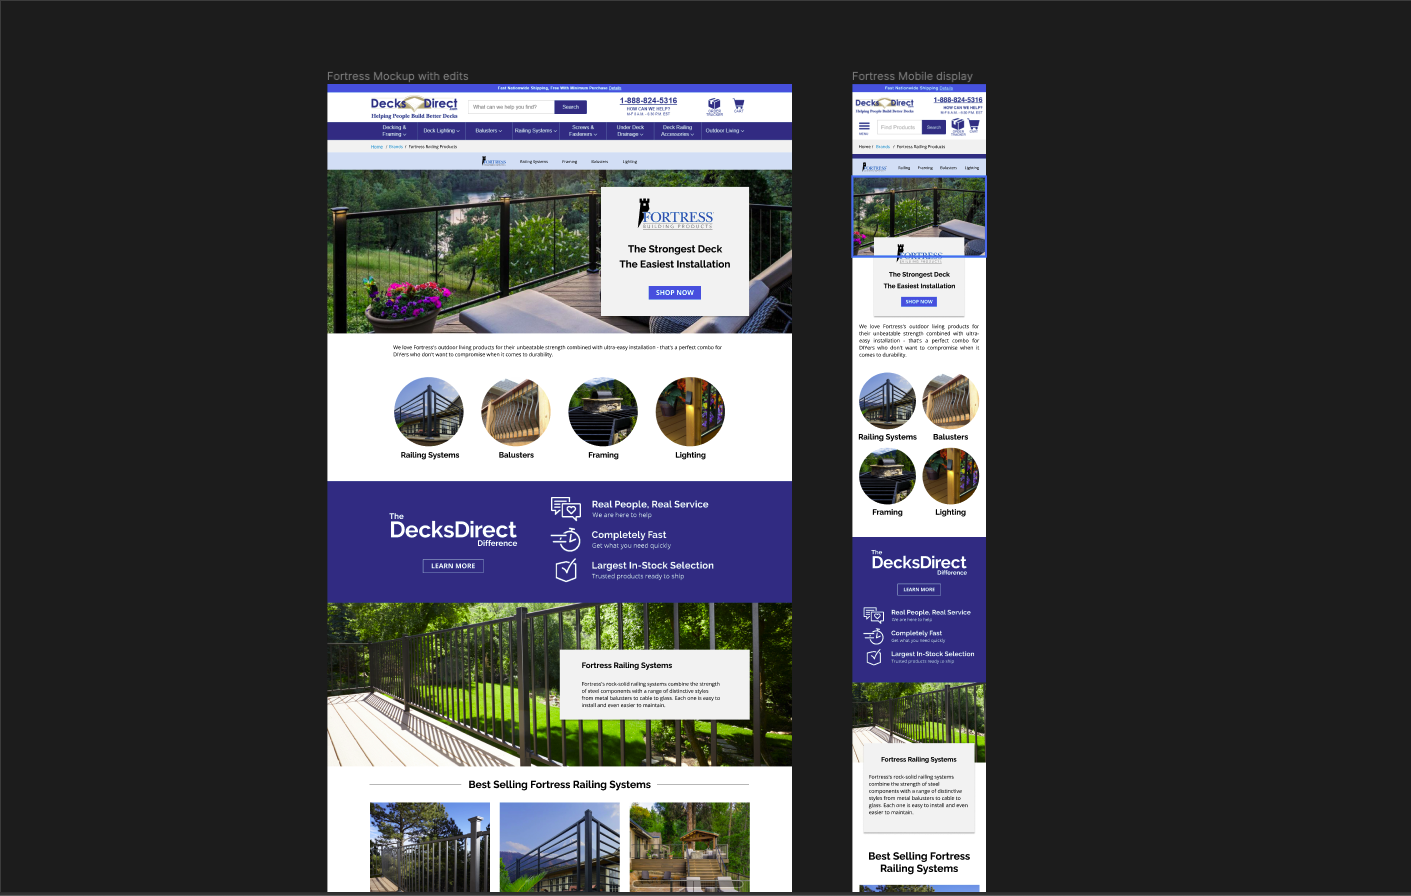 Fortress Mockup with edits
Fast Nationwide Shipping, Free With Minimum Purchase Details
Decks Direct
Helping People Build Better Decks
What can we help you find?
Search
1-888-824-5316
HOW CAN WE HELP?
ORDER TRACKER
CART
Decking & Framing
Deck Lighting
Balusters
Railing Systems
Screws & Fasteners
Under Deck Drainage
Deck Railing Accessories
Outdoor Living
Home / Brands / Fortress Railing Products
FORTRESS
Railing Systems
Framing
Balusters
Lighting
FORTRESS
BUILDING PRODUCTS
The Strongest Deck
The Easiest Installation
SHOP NOW
We love Fortress's outdoor living products for their unbeatable strength combined with ultra-easy installation - that's a perfect combo for
DIYers who don't want to compromise when it comes to durability.
Railing Systems
Balusters
Framing
Lighting
The
DecksDirect
Difference
LEARN MORE
Real People, Real Service
We are here to help
Completely Fast
Get what you need quickly
Largest In-Stock Selection
Trusted products ready to ship
Fortress Railing Systems
Fortress's rock-solid railing systems combine the strength
of steel components with a range of distinctive styles
from metal balusters to cable to glass. Each one is easy to
install and even easier to maintain.
Best Selling Fortress Railing Systems
Fortress Mobile display
Fast Nationwide Shipping Details
Decks Direct
Helping People Build Better Decks
1-888-824-5316
HOW CAN WE HELP?
MENU
Find Products
Search
ORDER TRACKER
CART
Home / Brands / Fortress Railing Products
FORTRESS
Railing
Framing
Balusters
Lighting
FORTRESS
The Strongest Deck
The Easiest Installation
SHOP NOW
We love Fortress's outdoor living products for
their unbeatable strength combined with ultra-
easy installation - that's a perfect combo for
DIYers who don't want to compromise when it
comes to durability.
Railing Systems
Balusters
Framing
Lighting
The
DecksDirect
Difference
LEARN MORE
Real People, Real Service
We are here to help
Completely Fast
Get what you need quickly
Largest In-Stock Selection
Trusted products ready to ship
Fortress Railing Systems
Fortress's rock-solid railing systems
combine the strength of steel
components with a range of distinctive
styles from metal balusters to cable to
glass. Each one is easy to install and even
easier to maintain.
Best Selling Fortress
Railing Systems